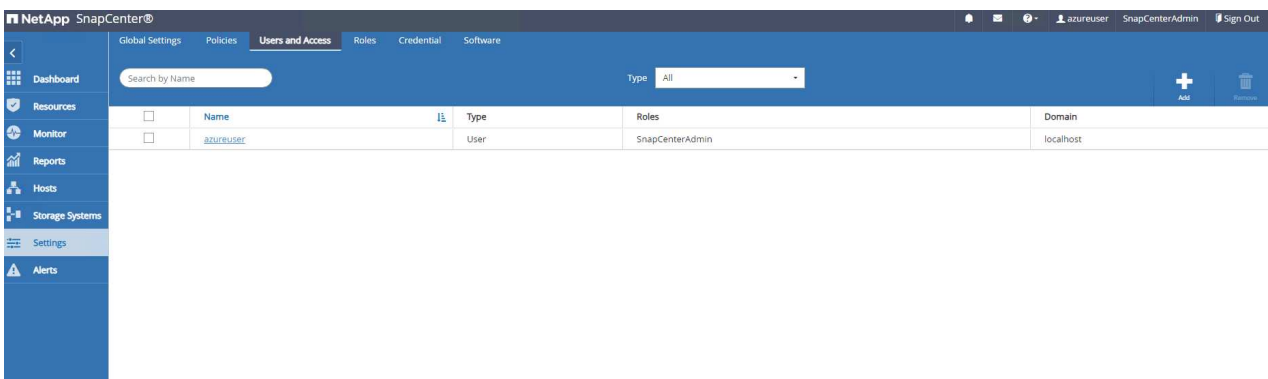 NetApp SnapCenter®
azureuser SnapCenterAdmin Sign Out
Global Settings Policies Users and Access Roles Credential Software
Search by Name
Type All
Add
Remove
Dashboard
Resources
Monitor
Reports
Hosts
Storage Systems
Settings
Alerts
Name Type Roles Domain
azureuser User SnapCenterAdmin localhost